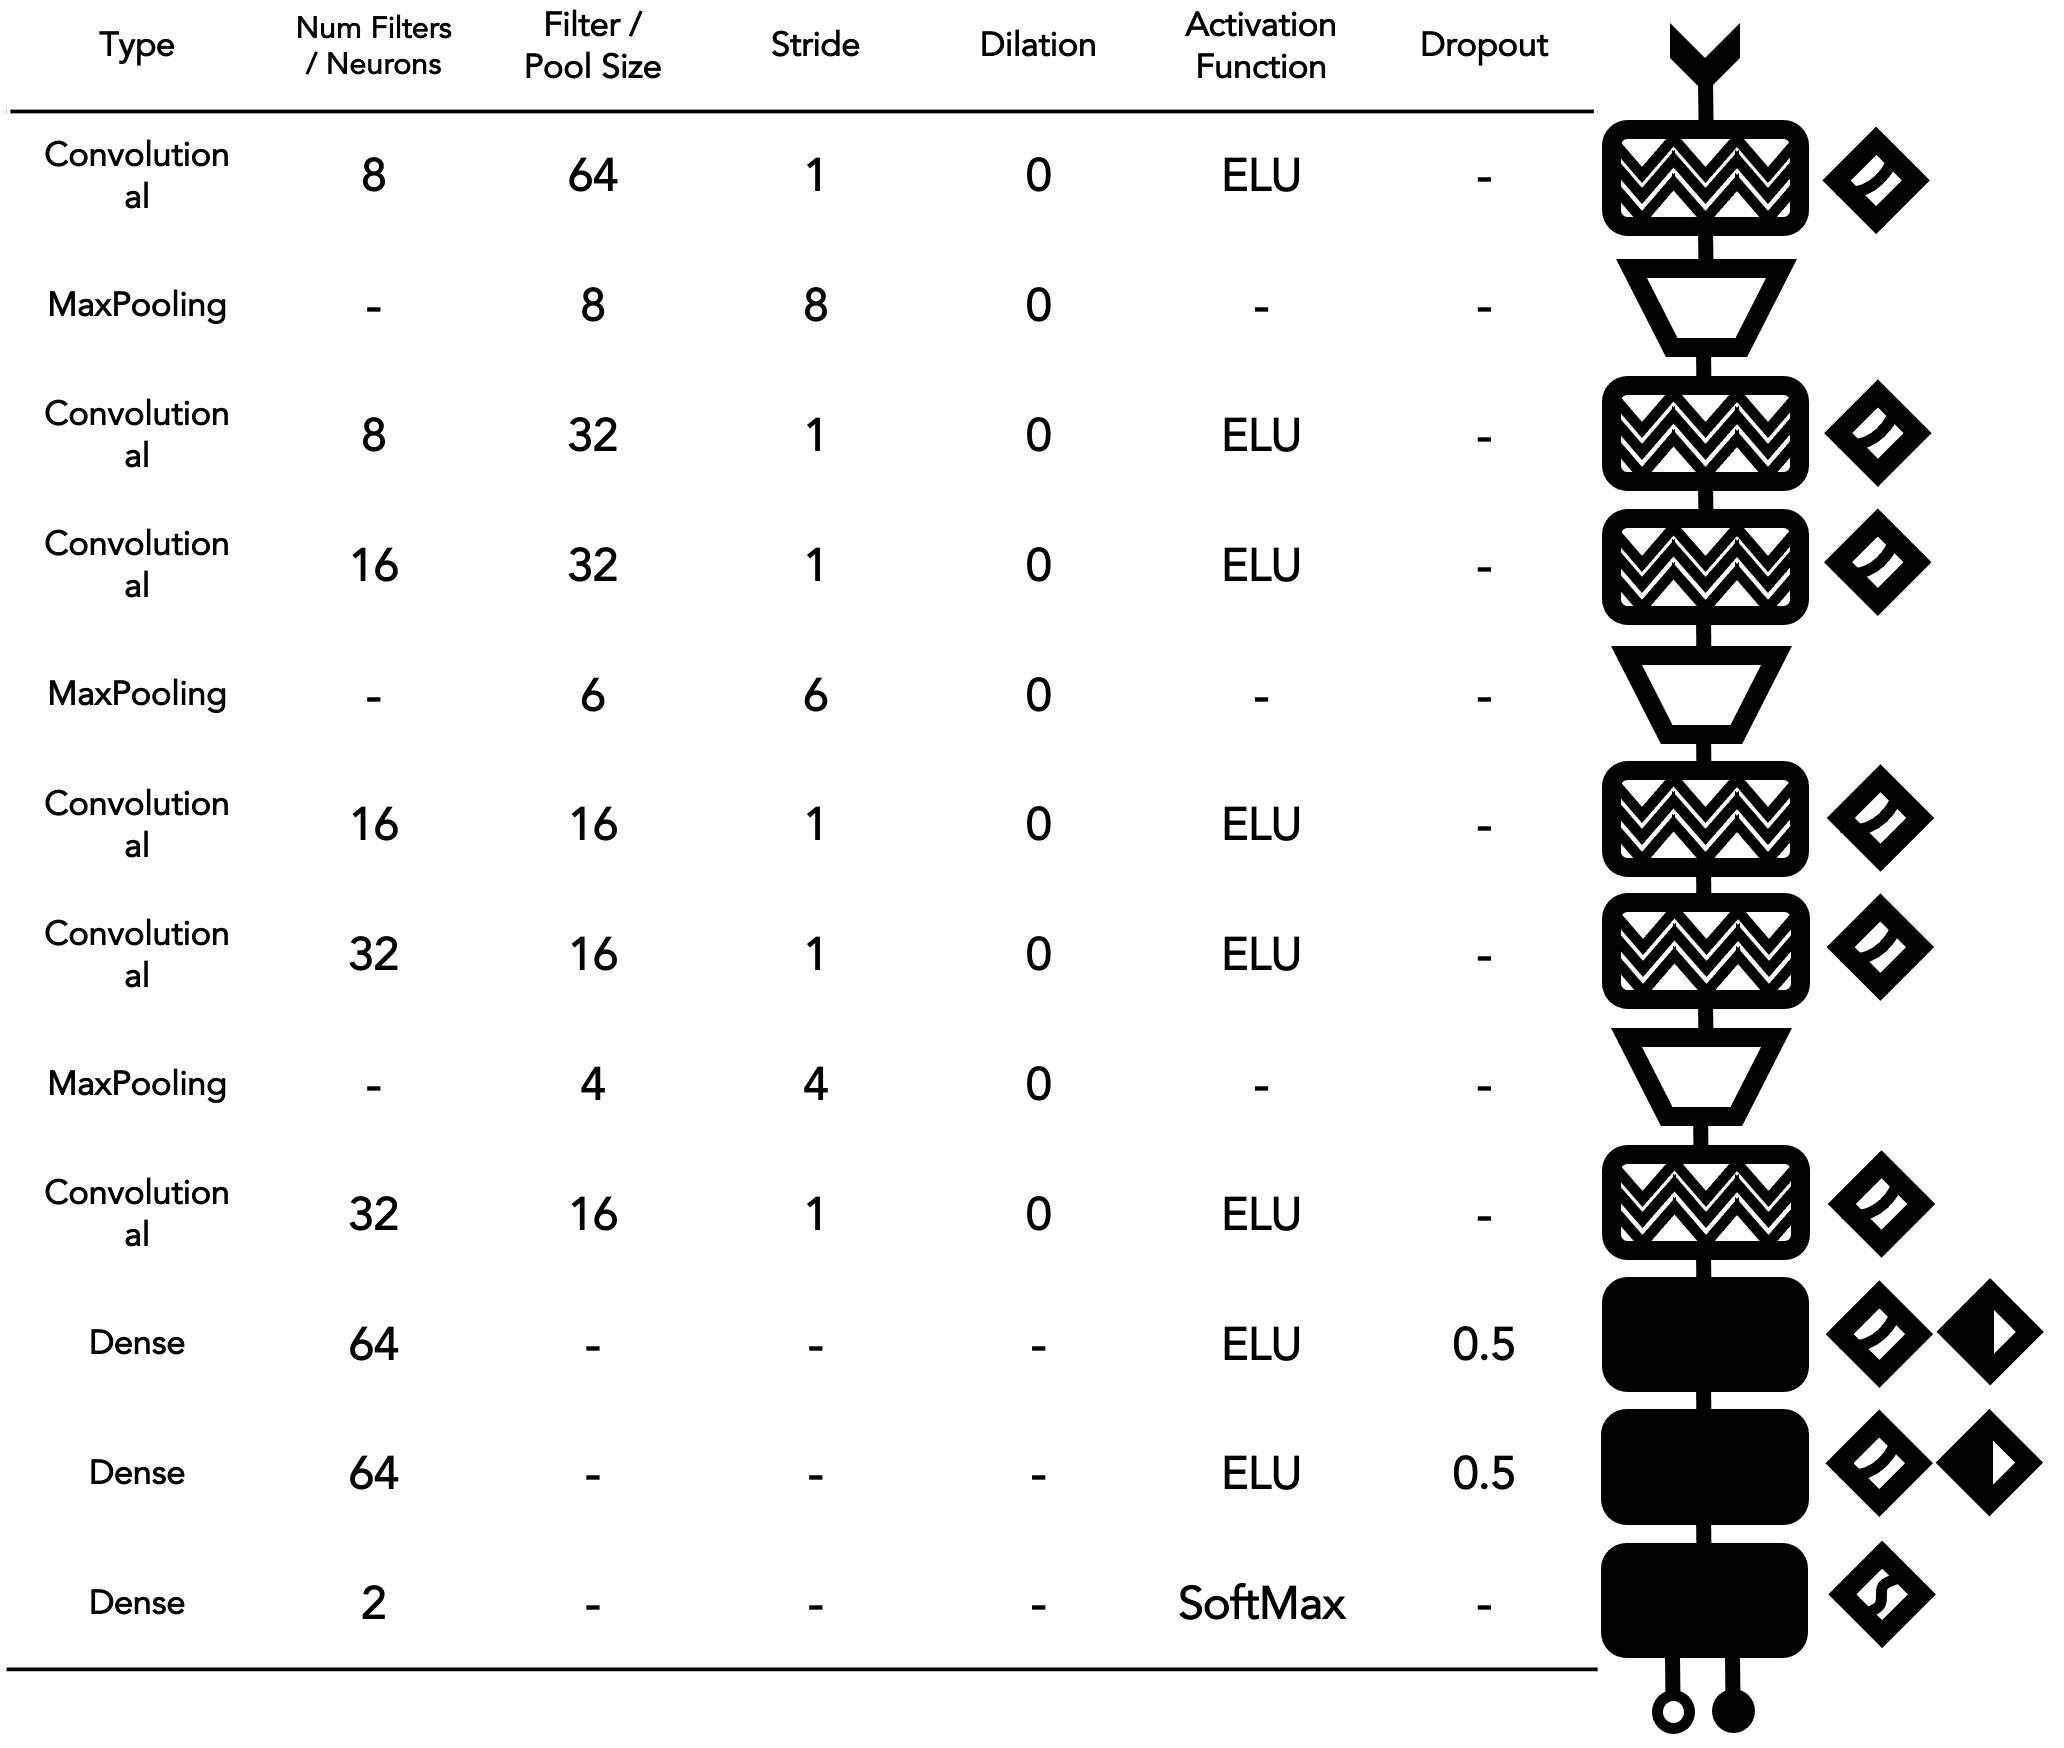 Type Num Filters / Neurons Filter / Pool Size Stride Dilation Activation Function Dropout
Convolutional 8 64 1 0 ELU -
MaxPooling - 8 8 0 - -
Convolutional 8 32 1 0 ELU -
Convolutional 16 32 1 0 ELU -
MaxPooling - 6 6 0 - -
Convolutional 16 16 1 0 ELU -
Convolutional 32 16 1 0 ELU -
MaxPooling - 4 4 0 - -
Convolutional 32 16 1 0 ELU -
Dense 64 - - - ELU 0.5
Dense 64 - - - ELU 0.5
Dense 2 - - - SoftMax -